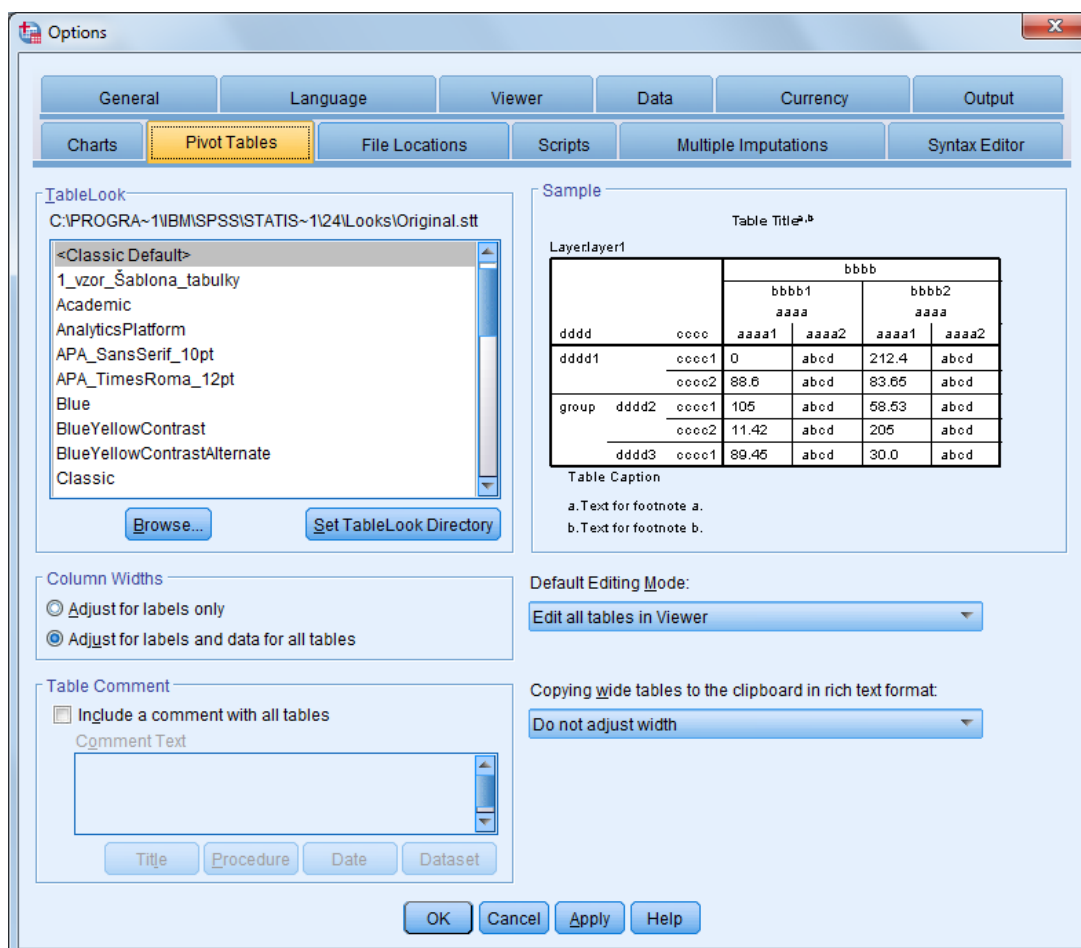 Options
General Language Viewer Data Currency Output
Charts Pivot Tables File Locations Scripts Multiple Imputations Syntax Editor
TableLook
C:\PROGRA~1\IBM\SPSS\STATIS~1\24\Looks\Original.stt
<Classic Default>
1_vzor_Šablona_tabulky
Academic
AnalyticsPlatform
APA_SansSerif_10pt
APA_TimesRoma_12pt
Blue
BlueYellowContrast
BlueYellowContrastAlternate
Classic
Browse...
Set TableLook Directory
Sample
Table Titleᵃ·ᵇ
Layer:layer1
bbbb
bbbb1 bbbb2
aaaa aaaa
dddd cccc aaaa1 aaaa2 aaaa1 aaaa2
dddd1 cccc1 0 abcd 212.4 abcd
cccc2 88.6 abcd 83.65 abcd
group dddd2 cccc1 105 abcd 58.53 abcd
cccc2 11.42 abcd 205 abcd
dddd3 cccc1 89.45 abcd 30.0 abcd
Table Caption
a.Text for footnote a.
b.Text for footnote b.
Column Widths
Adjust for labels only
Adjust for labels and data for all tables
Default Editing Mode:
Edit all tables in Viewer
Table Comment
Include a comment with all tables
Comment Text
Title Procedure Date Dataset
Copying wide tables to the clipboard in rich text format:
Do not adjust width
OK Cancel Apply Help